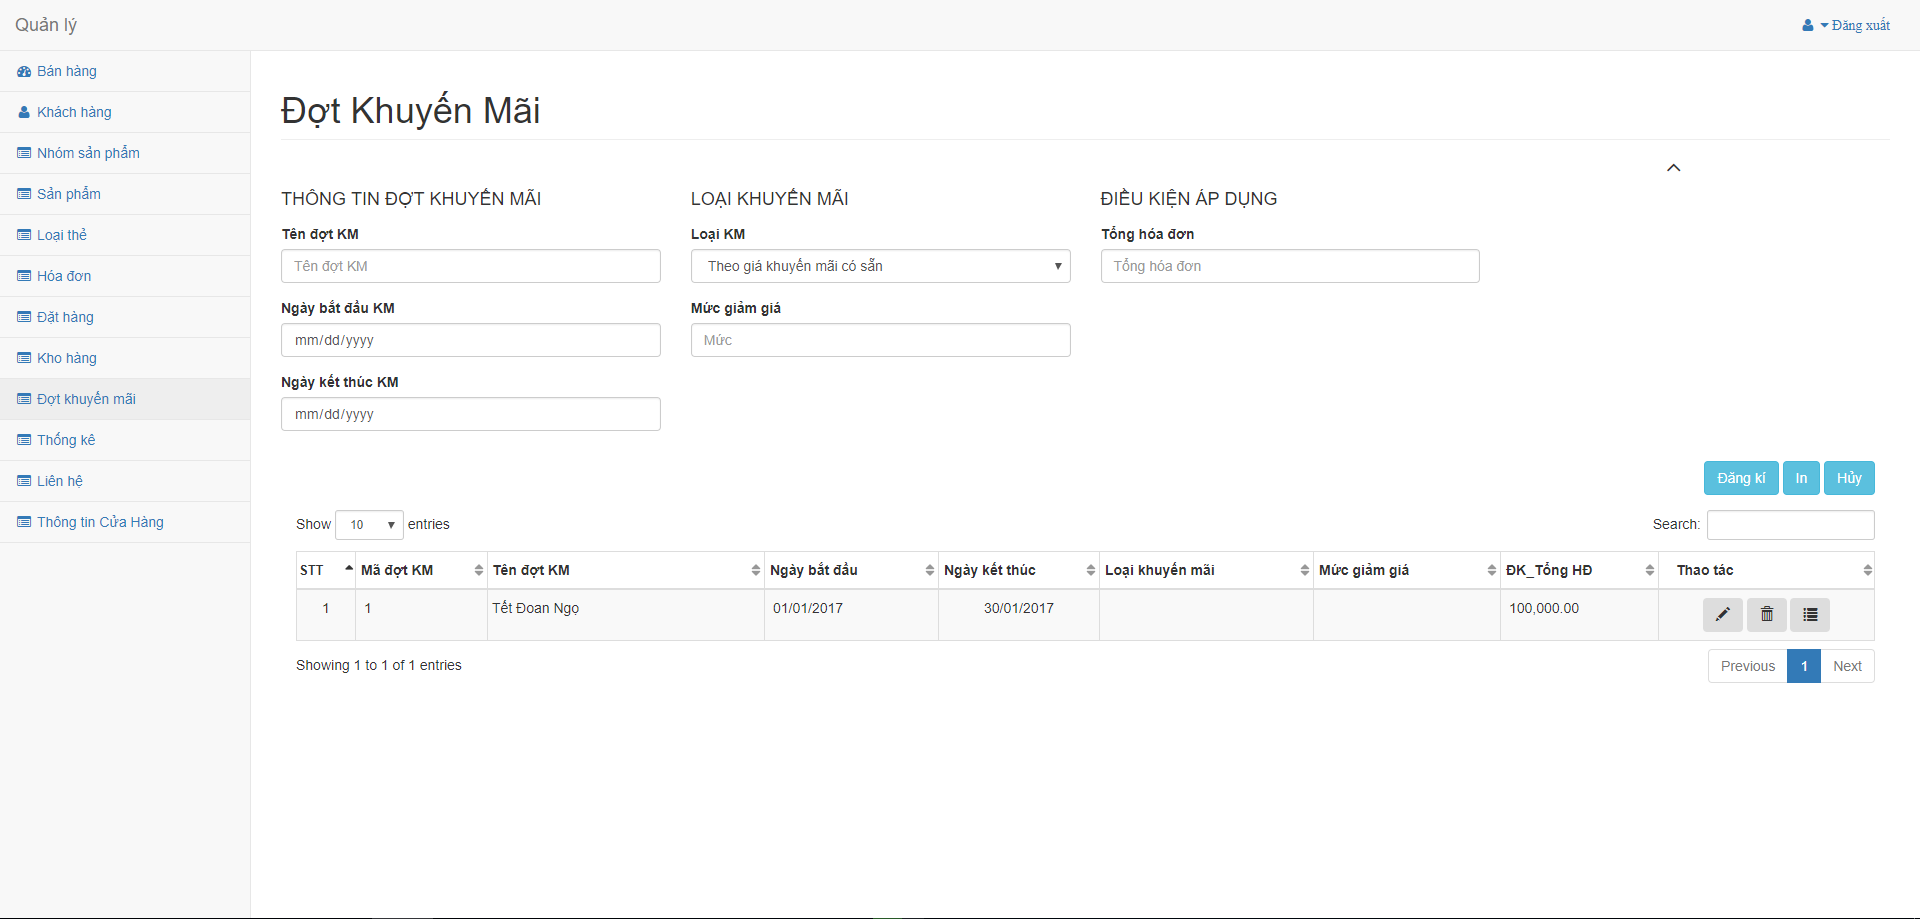 Quản lý
Đăng xuất
Bán hàng
Khách hàng
Nhóm sản phẩm
Sản phẩm
Loại thẻ
Hóa đơn
Đặt hàng
Kho hàng
Đợt khuyến mãi
Thống kê
Liên hệ
Thông tin Cửa Hàng
Đợt Khuyến Mãi
THÔNG TIN ĐỢT KHUYẾN MÃI
Tên đợt KM
Tên đợt KM
Ngày bắt đầu KM
mm/dd/yyyy
Ngày kết thúc KM
mm/dd/yyyy
LOẠI KHUYẾN MÃI
Loại KM
Theo giá khuyến mãi có sẵn
Mức giảm giá
Mức
ĐIỀU KIỆN ÁP DỤNG
Tổng hóa đơn
Tổng hóa đơn
Đăng kí In Hủy
Show 10 entries Search:
STT Mã đợt KM Tên đợt KM Ngày bắt đầu Ngày kết thúc Loại khuyến mãi Mức giảm giá ĐK_Tổng HĐ Thao tác
1 1 Tết Đoan Ngọ 01/01/2017 30/01/2017 100,000.00
Showing 1 to 1 of 1 entries Previous 1 Next